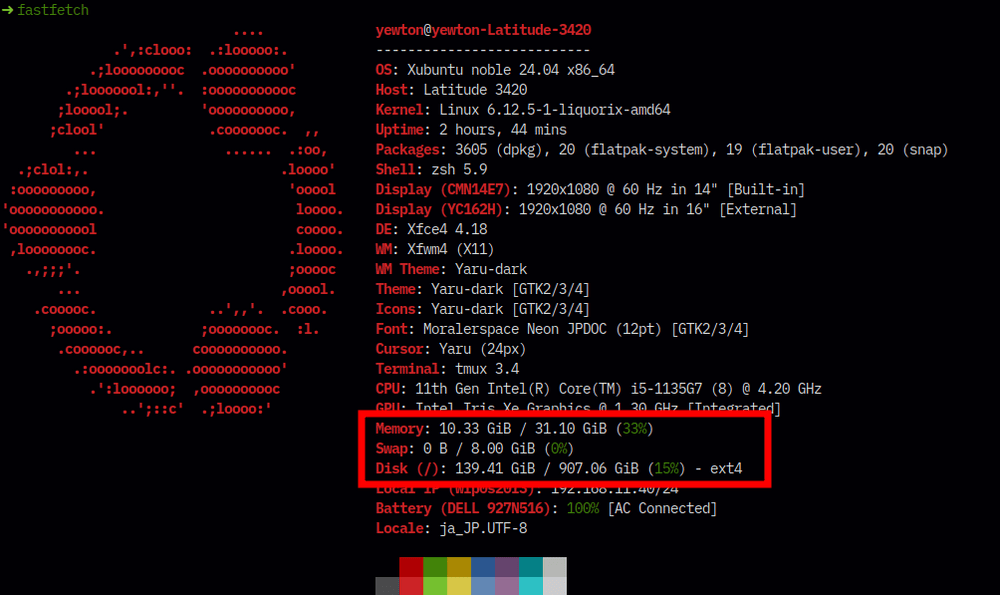 → fastfetch
yewton@yewton-Latitude-3420
---------------------------
OS: Xubuntu noble 24.04 x86_64
Host: Latitude 3420
Kernel: Linux 6.12.5-1-liquorix-amd64
Uptime: 2 hours, 44 mins
Packages: 3605 (dpkg), 20 (flatpak-system), 19 (flatpak-user), 20 (snap)
Shell: zsh 5.9
Display (CMN14E7): 1920x1080 @ 60 Hz in 14" [Built-in]
Display (YC162H): 1920x1080 @ 60 Hz in 16" [External]
DE: Xfce4 4.18
WM: Xfwm4 (X11)
WM Theme: Yaru-dark
Theme: Yaru-dark [GTK2/3/4]
Icons: Yaru-dark [GTK2/3/4]
Font: Moralerspace Neon JPDOC (12pt) [GTK2/3/4]
Cursor: Yaru (24px)
Terminal: tmux 3.4
CPU: 11th Gen Intel(R) Core(TM) i5-1135G7 (8) @ 4.20 GHz
GPU: Intel Iris Xe Graphics @ 1.30 GHz [Integrated]
Memory: 10.33 GiB / 31.10 GiB (33%)
Swap: 0 B / 8.00 GiB (0%)
Disk (/): 139.41 GiB / 907.06 GiB (15%) - ext4
Local IP (wlp0s20f3): 192.168.11.40/24
Battery (DELL 927N516): 100% [AC Connected]
Locale: ja_JP.UTF-8